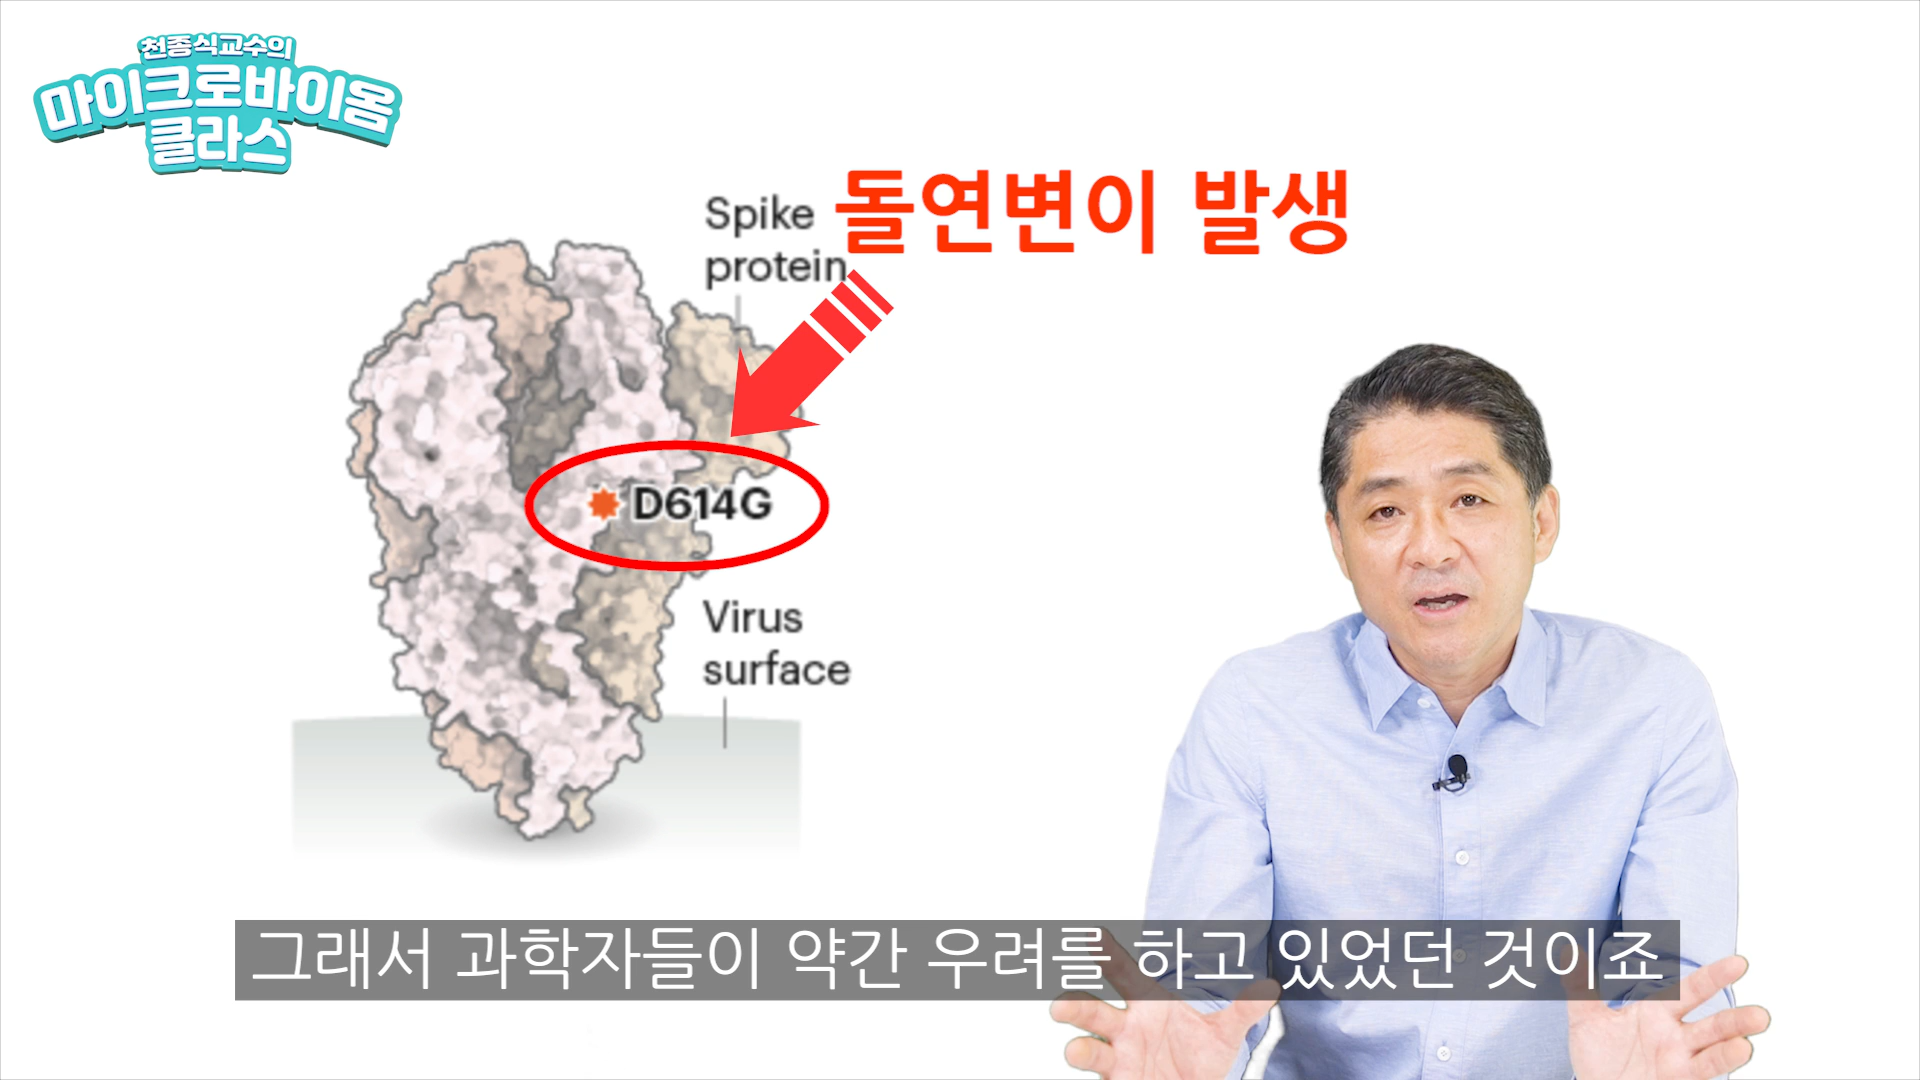 천종식교수의
마이크로바이옴
클라스
돌연변이 발생
Spike
protein
D614G
Virus
surface
그래서 과학자들이 약간 우려를 하고 있었던 것이죠